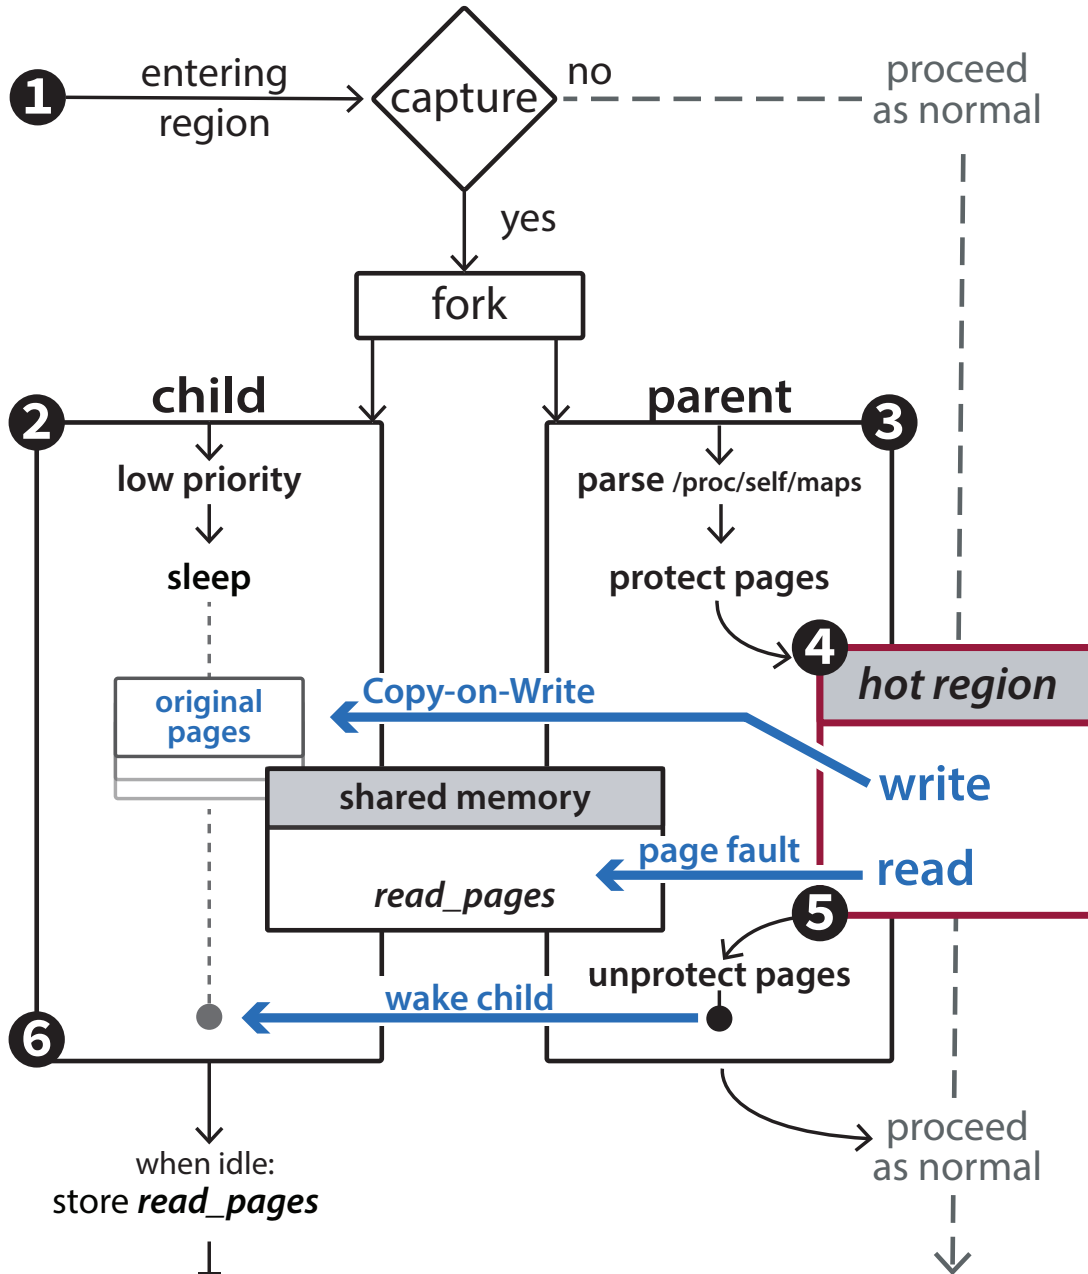 1
entering
region
capture
no
proceed
as normal
yes
fork
child
parent
2
3
low priority
parse /proc/self/maps
sleep
protect pages
4
hot region
Copy-on-Write
original
pages
write
shared memory
page fault
read
read_pages
5
unprotect pages
wake child
6
proceed
as normal
when idle:
store read_pages